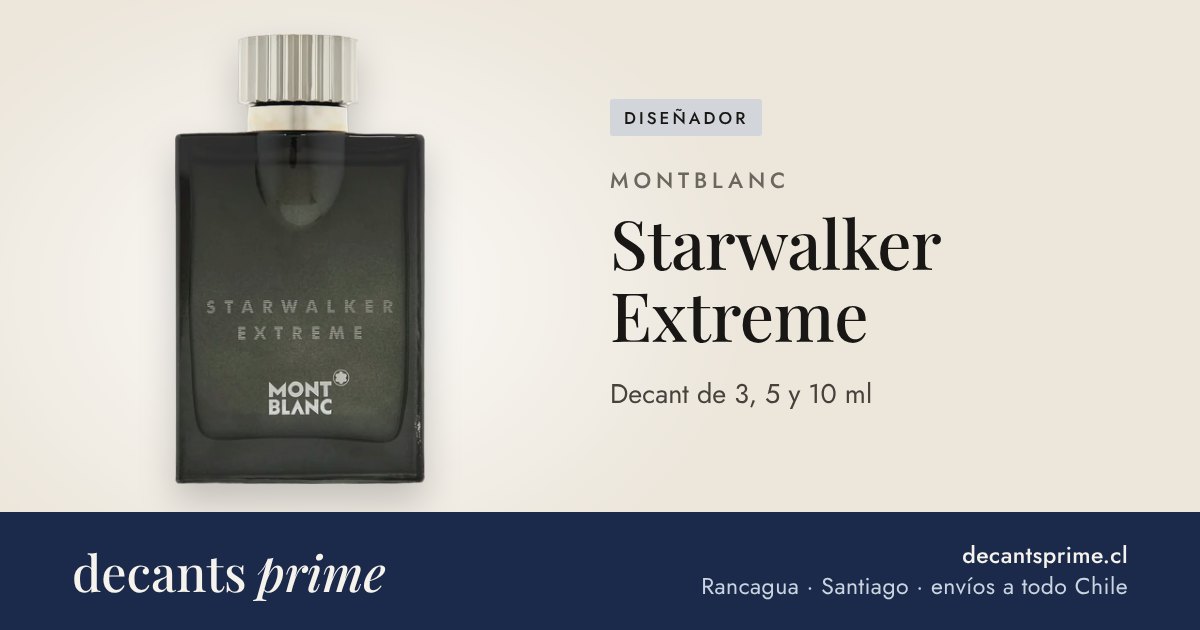 STARWALKER
EXTREME
MONT
BLANC
DISEÑADOR
MONTBLANC
Starwalker
Extreme
Decant de 3, 5 y 10 ml
decants prime
decantsprime.cl
Rancagua · Santiago · envíos a todo Chile